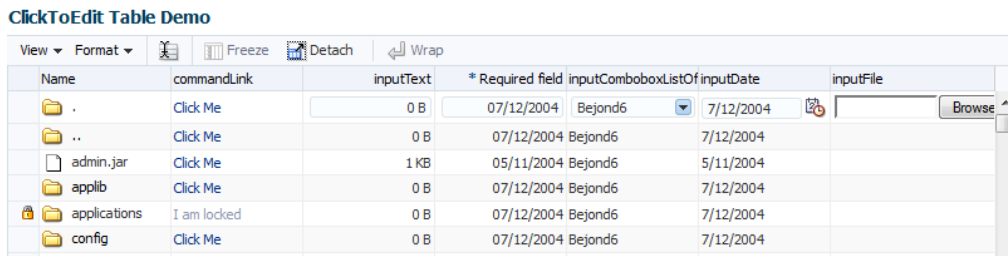 ClickToEdit Table Demo
View Format Freeze Detach Wrap
Name commandLink inputText * Required field inputComboboxListOf inputDate inputFile
. Click Me 0 B 07/12/2004 Bejond6 7/12/2004 Browse
.. Click Me 0 B 07/12/2004 Bejond6 7/12/2004
admin.jar Click Me 1 KB 05/11/2004 Bejond6 5/11/2004
applib Click Me 0 B 07/12/2004 Bejond6 7/12/2004
applications I am locked 0 B 07/12/2004 Bejond6 7/12/2004
config Click Me 0 B 07/12/2004 Bejond6 7/12/2004